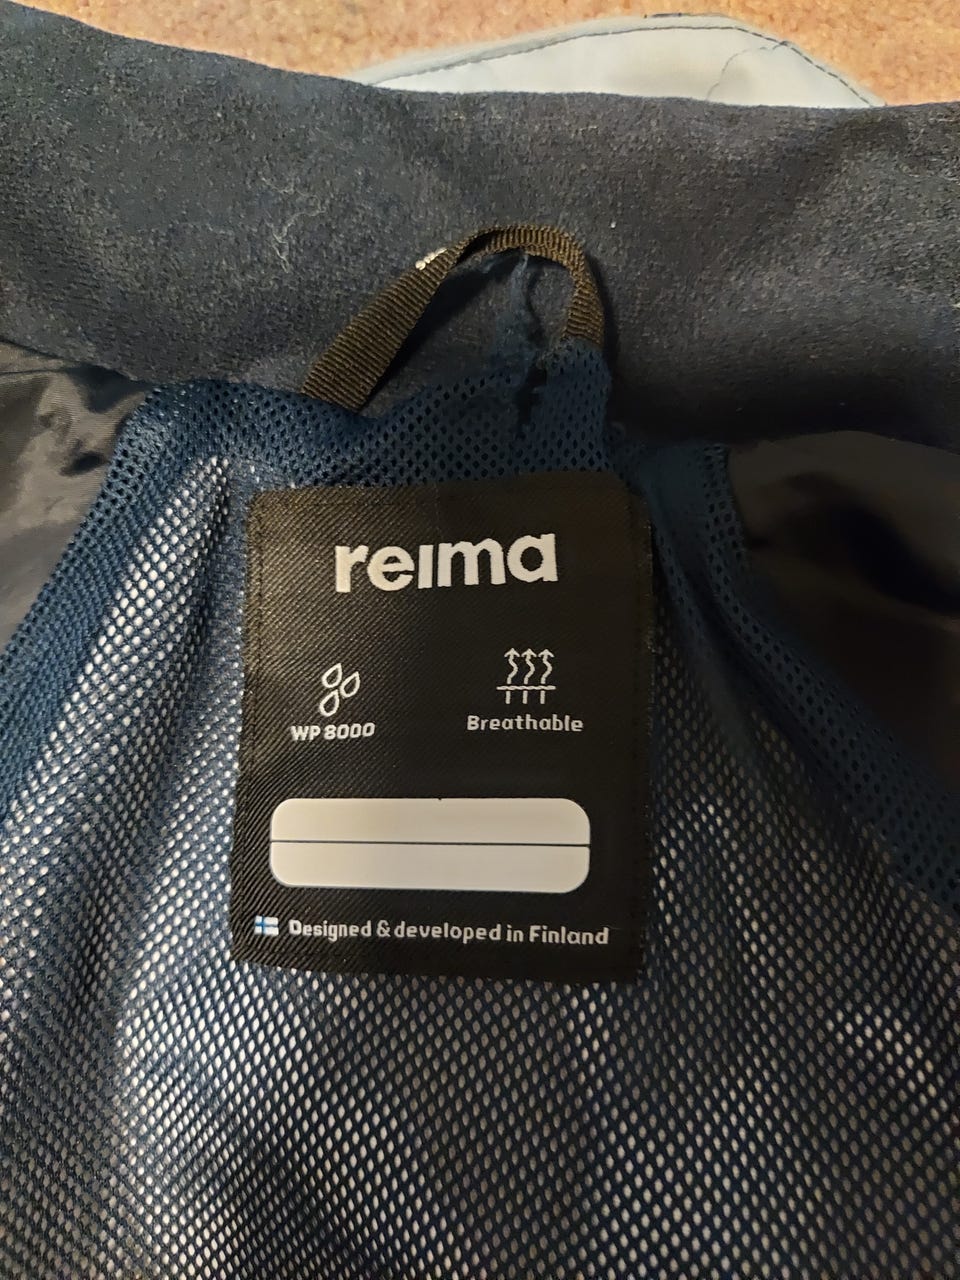 reima
WP 8000
Breathable
Designed & developed in Finland